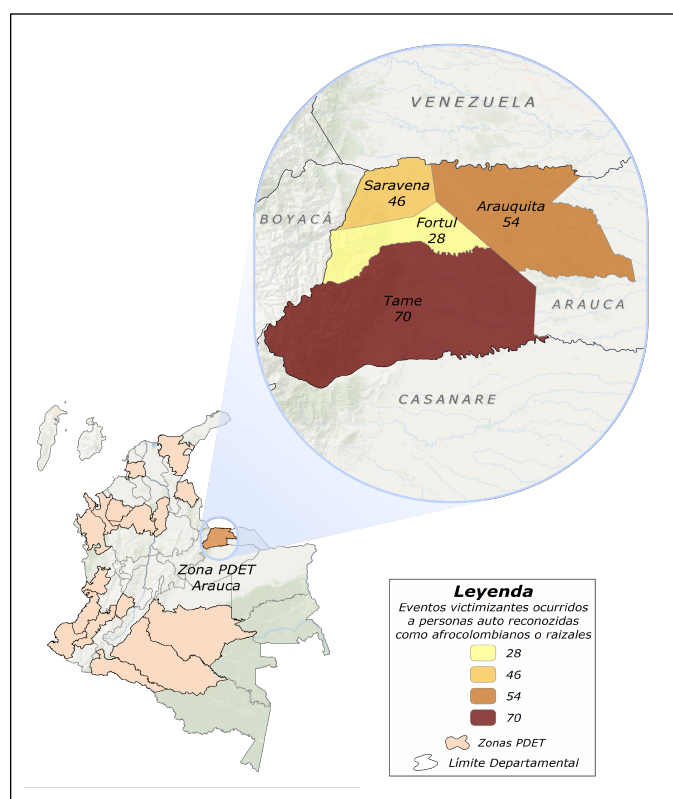 VENEZUELA
Saravena
46
BOYACÁ
Arauquita
54
Fortul
28
Tame
70
ARAUCA
CASANARE
Zona PDET
Arauca
Leyenda
Eventos victimizantes ocurridos
a personas auto reconozidas
como afrocolombianos o raizales
28
46
54
70
Zonas PDET
Límite Departamental